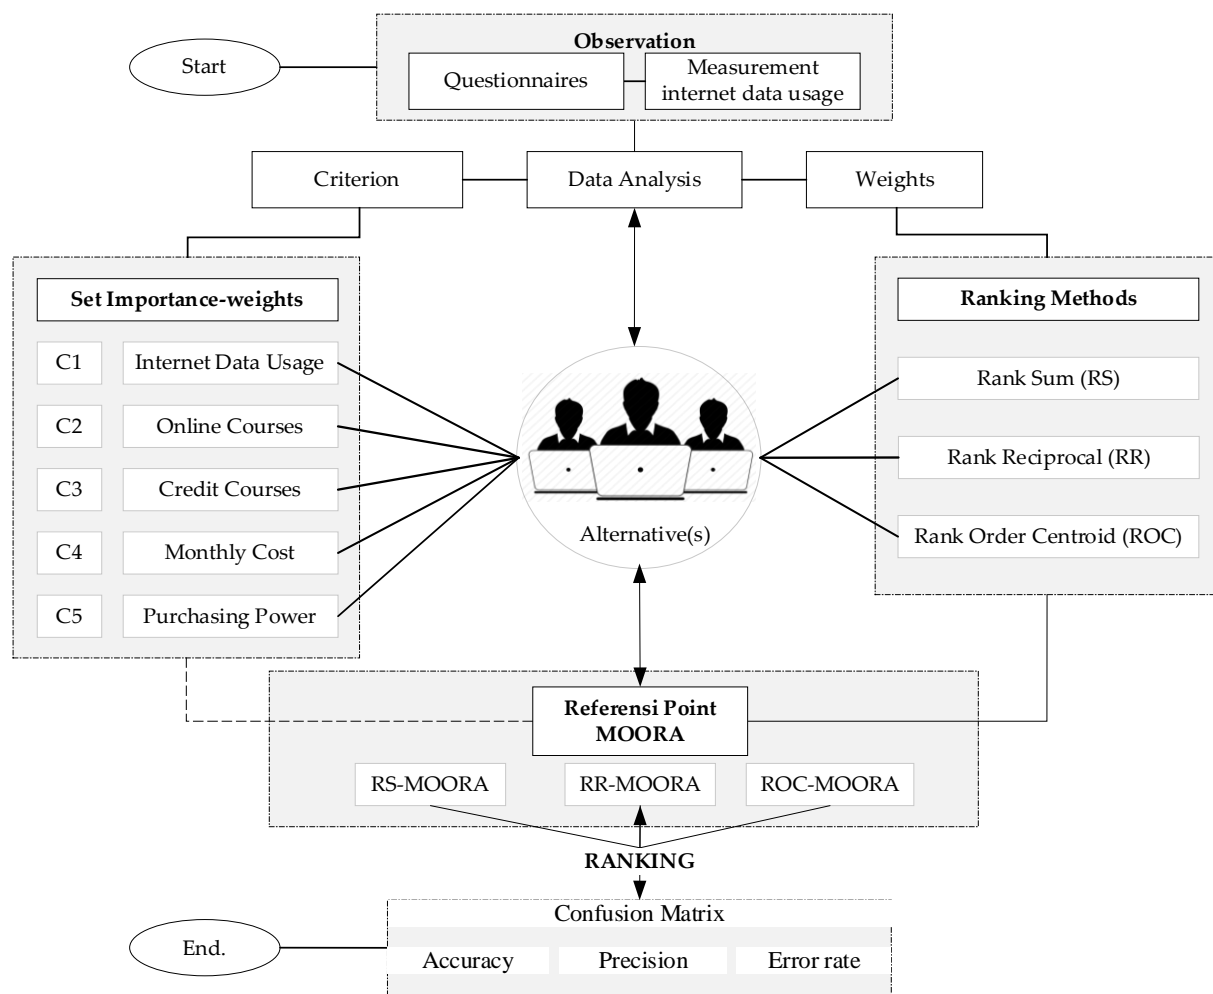 Observation
Start
Questionnaires
Measurement
internet data usage
Criterion
Data Analysis
Weights
Set Importance-weights
C1
Internet Data Usage
C2
Online Courses
C3
Credit Courses
C4
Monthly Cost
C5
Purchasing Power
Alternative(s)
Ranking Methods
Rank Sum (RS)
Rank Reciprocal (RR)
Rank Order Centroid (ROC)
Referensi Point
MOORA
RS-MOORA
RR-MOORA
ROC-MOORA
RANKING
Confusion Matrix
End.
Accuracy
Precision
Error rate